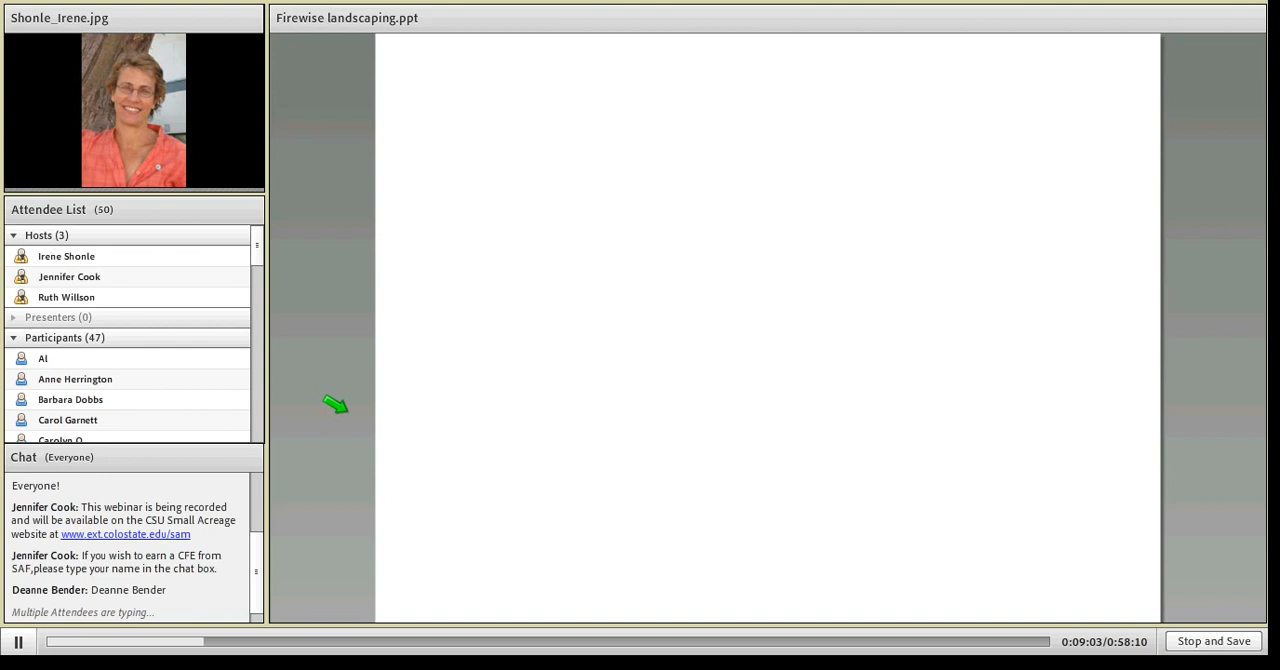 Shonle_Irene.jpg
Firewise landscaping.ppt
Attendee List (50)
Hosts (3)
Irene Shonle
Jennifer Cook
Ruth Willson
Presenters (0)
Participants (47)
Al
Anne Herrington
Barbara Dobbs
Carol Garnett
Carolyn O
Chat (Everyone)
Everyone!
Jennifer Cook: This webinar is being recorded
and will be available on the CSU Small Acreage
website at www.ext.colostate.edu/sam
Jennifer Cook: If you wish to earn a CFE from
SAF,please type your name in the chat box.
Deanne Bender: Deanne Bender
Multiple Attendees are typing...
0:09:03/0:58:10
Stop and Save